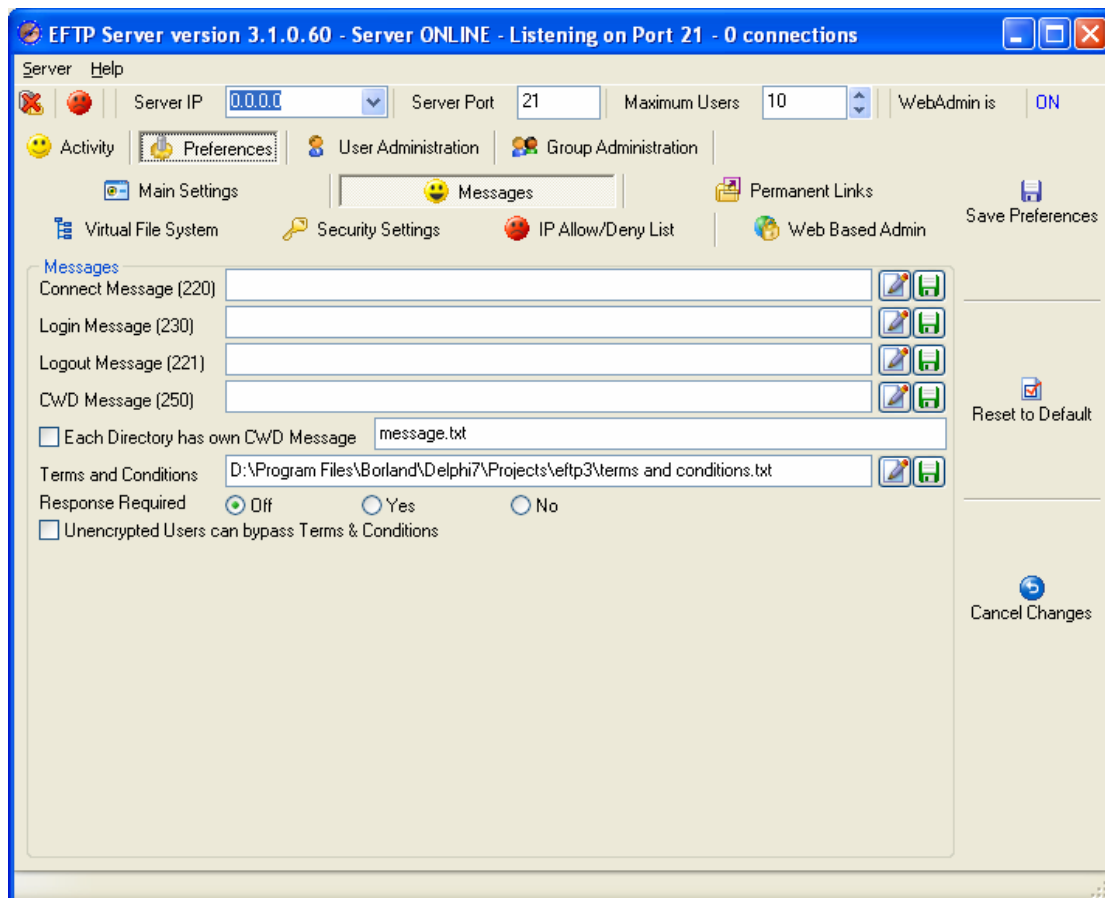 EFTP Server version 3.1.0.60 - Server ONLINE - Listening on Port 21 - 0 connections
Server Help
Server IP 0.0.0.0 Server Port 21 Maximum Users 10 WebAdmin is ON
Activity Preferences User Administration Group Administration
Main Settings Messages Permanent Links
Save Preferences
Virtual File System Security Settings IP Allow/Deny List Web Based Admin
Messages
Connect Message (220)
Login Message (230)
Logout Message (221)
CWD Message (250)
Each Directory has own CWD Message message.txt
Terms and Conditions D:\Program Files\Borland\Delphi7\Projects\eftp3\terms and conditions.txt
Response Required Off Yes No
Unencrypted Users can bypass Terms & Conditions
Reset to Default
Cancel Changes